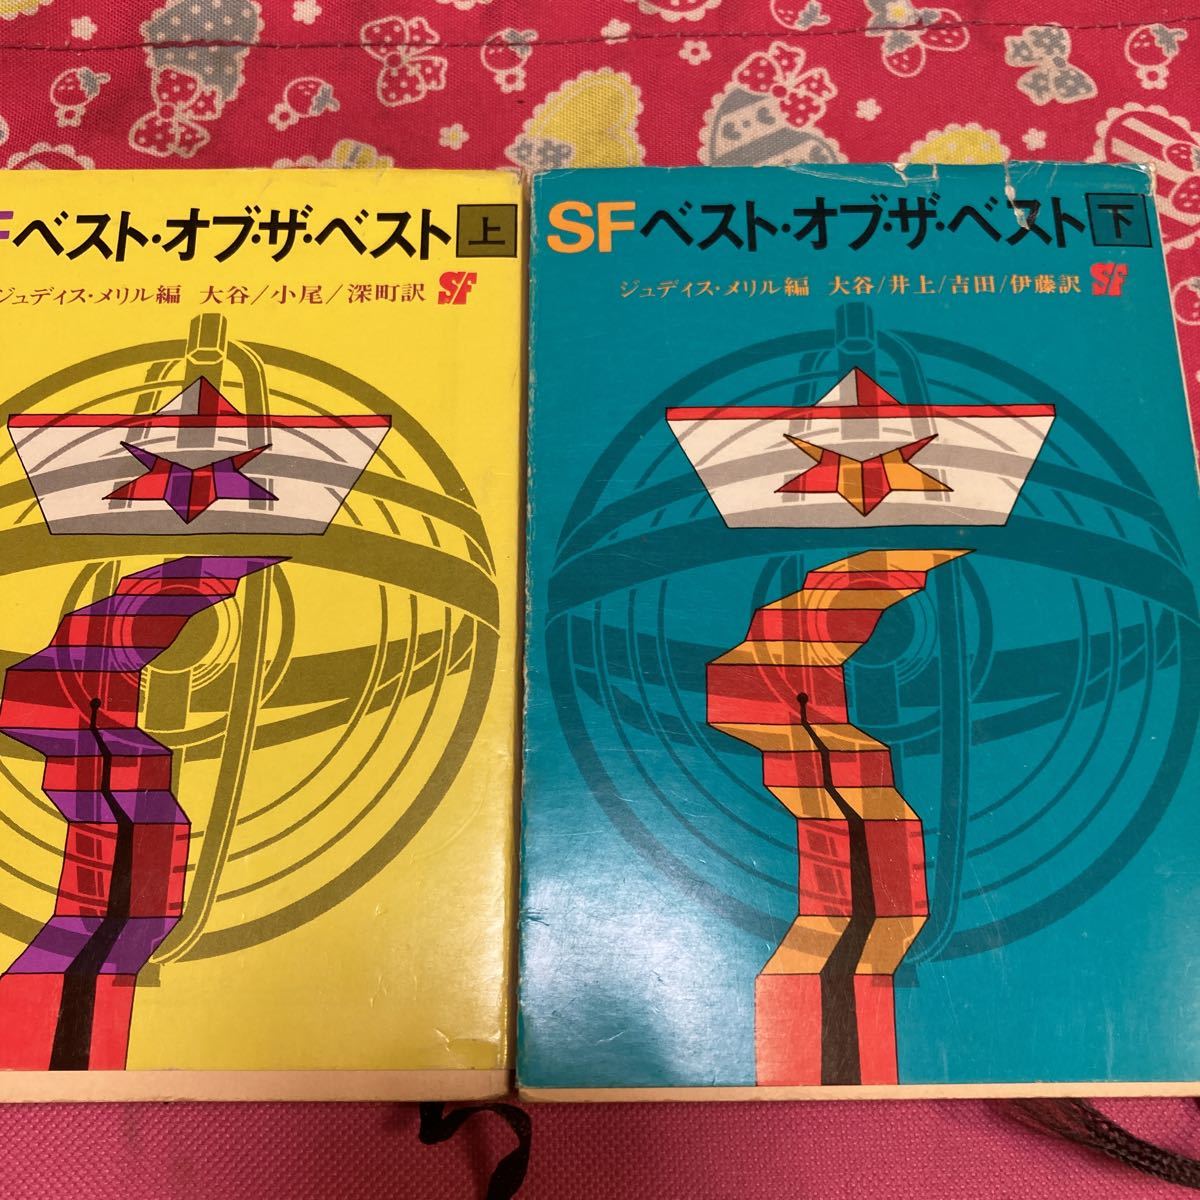 Fベスト・オブ・ザ・ベスト 上
ジュディス・メリル編 大谷/小尾/深町訳 SF
SFベスト・オブ・ザ・ベスト 下
ジュディス・メリル編 大谷/井上/吉田/伊藤訳 SF